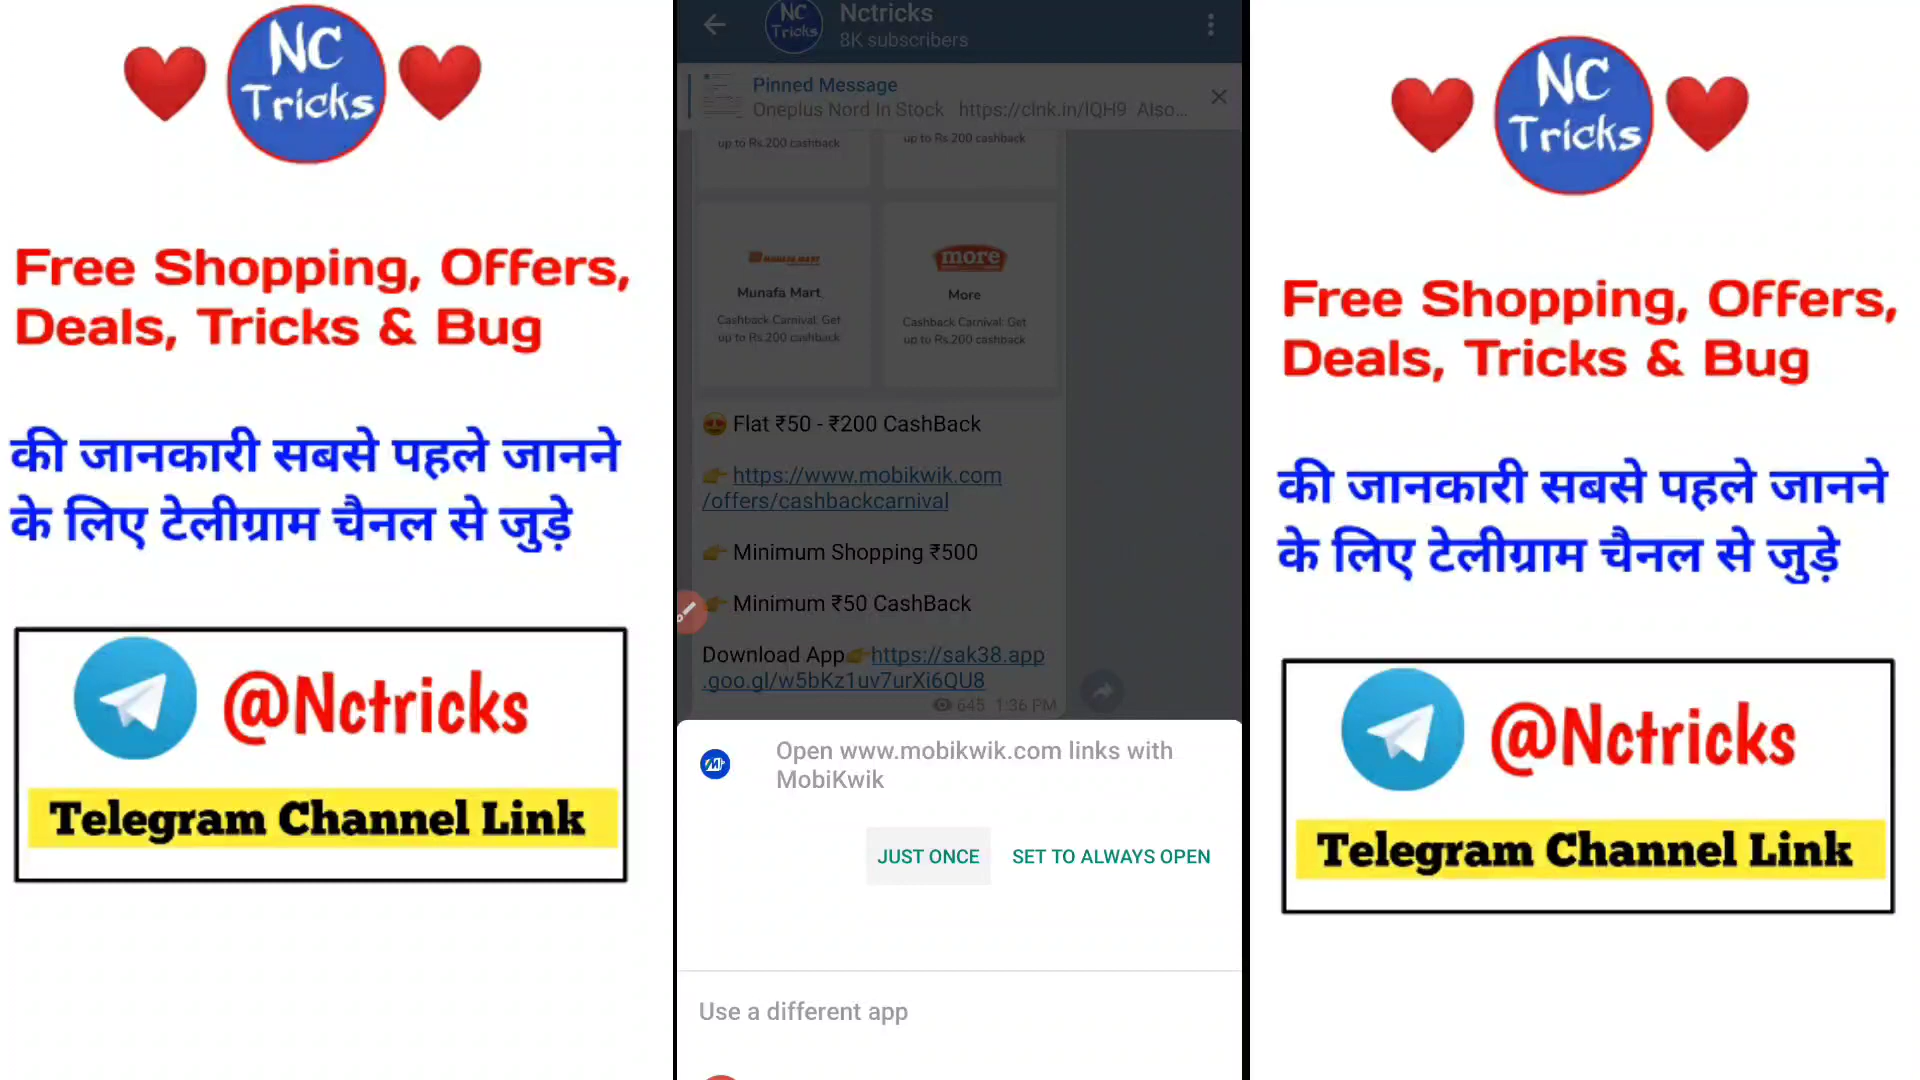 NC
Tricks
Free Shopping, Offers,
Deals, Tricks & Bug
की जानकारी सबसे पहले जानने
के लिए टेलीग्राम चैनल से जुड़े
@Nctricks
Telegram Channel Link
NC
Tricks
Nctricks
8K subscribers
Pinned Message
Oneplus Nord In Stock https://clnk.in/lQH9 Also...
up to Rs.200 cashback
up to Rs.200 cashback
MUNAFA MART
Munafa Mart
Cashback Carnival: Get
up to Rs.200 cashback
more
More
Cashback Carnival: Get
up to Rs.200 cashback
Flat ₹50 - ₹200 CashBack
https://www.mobikwik.com
/offers/cashbackcarnival
Minimum Shopping ₹500
Minimum ₹50 CashBack
Download App https://sak38.app
.goo.gl/w5bKz1uv7urXi6QU8
645 1:36 PM
Open www.mobikwik.com links with
MobiKwik
JUST ONCE SET TO ALWAYS OPEN
Use a different app
NC
Tricks
Free Shopping, Offers,
Deals, Tricks & Bug
की जानकारी सबसे पहले जानने
के लिए टेलीग्राम चैनल से जुड़े
@Nctricks
Telegram Channel Link